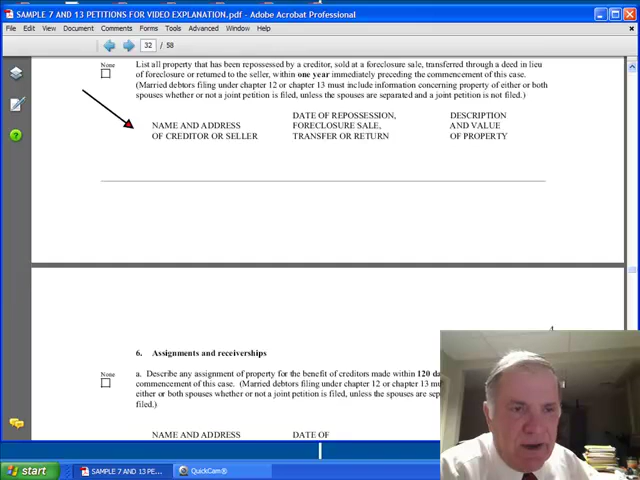 SAMPLE 7 AND 13 PETITIONS FOR VIDEO EXPLANATION.pdf - Adobe Acrobat Professional
File Edit View Document Comments Forms Tools Advanced Window Help
32 / 58
None
List all property that has been repossessed by a creditor, sold at a foreclosure sale, transferred through a deed in lieu
of foreclosure or returned to the seller, within one year immediately preceding the commencement of this case.
(Married debtors filing under chapter 12 or chapter 13 must include information concerning property of either or both
spouses whether or not a joint petition is filed, unless the spouses are separated and a joint petition is not filed.)
NAME AND ADDRESS
OF CREDITOR OR SELLER
DATE OF REPOSSESSION,
FORECLOSURE SALE,
TRANSFER OR RETURN
DESCRIPTION
AND VALUE
OF PROPERTY
4
6. Assignments and receiverships
None
a. Describe any assignment of property for the benefit of creditors made within 120 da
commencement of this case. (Married debtors filing under chapter 12 or chapter 13 mu
either or both spouses whether or not a joint petition is filed, unless the spouses are sepa
filed.)
NAME AND ADDRESS
DATE OF
start
SAMPLE 7 AND 13 PE...
QuickCam®